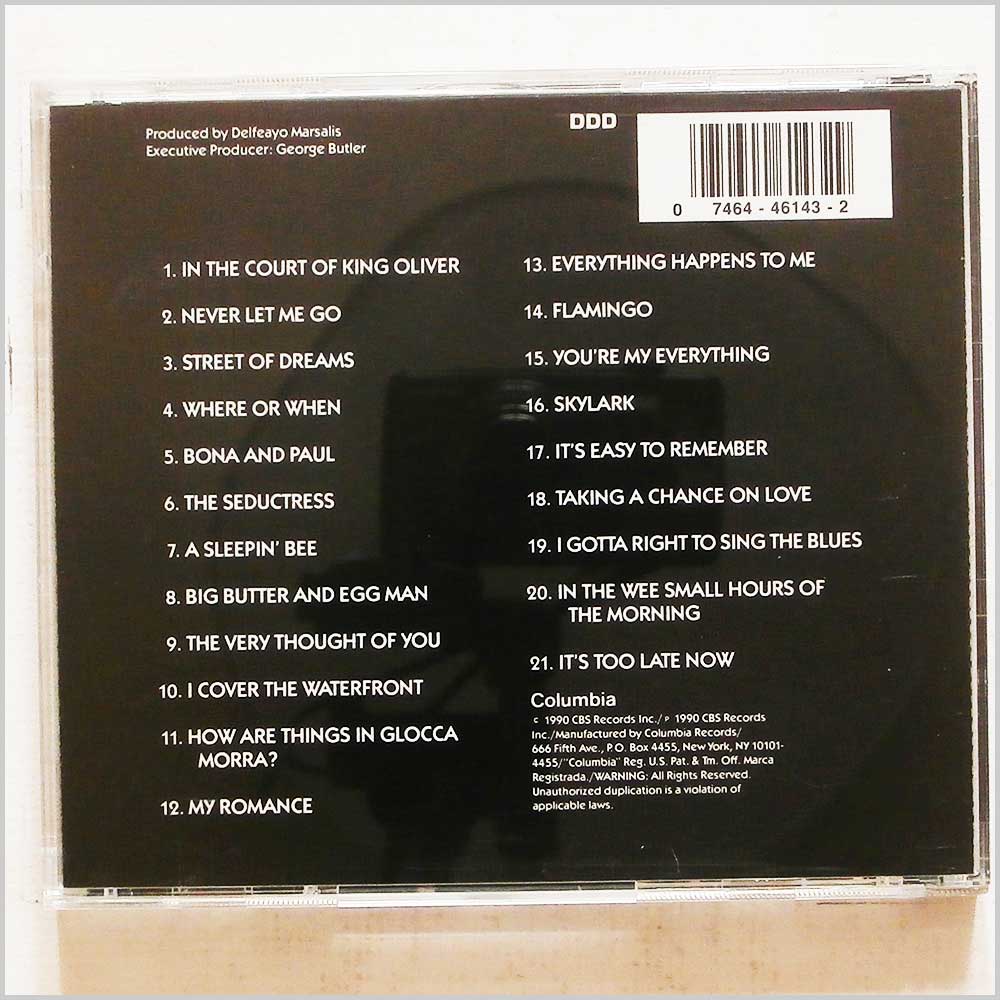 Produced by Delfeayo Marsalis
Executive Producer: George Butler
DDD
0 7464 - 46143 - 2
1. IN THE COURT OF KING OLIVER
2. NEVER LET ME GO
3. STREET OF DREAMS
4. WHERE OR WHEN
5. BONA AND PAUL
6. THE SEDUCTRESS
7. A SLEEPIN' BEE
8. BIG BUTTER AND EGG MAN
9. THE VERY THOUGHT OF YOU
10. I COVER THE WATERFRONT
11. HOW ARE THINGS IN GLOCCA
MORRA?
12. MY ROMANCE
13. EVERYTHING HAPPENS TO ME
14. FLAMINGO
15. YOU'RE MY EVERYTHING
16. SKYLARK
17. IT'S EASY TO REMEMBER
18. TAKING A CHANCE ON LOVE
19. I GOTTA RIGHT TO SING THE BLUES
20. IN THE WEE SMALL HOURS OF
THE MORNING
21. IT'S TOO LATE NOW
Columbia
c 1990 CBS Records Inc./P 1990 CBS Records
Inc./Manufactured by Columbia Records/
666 Fifth Ave., P.O. Box 4455, New York, NY 10101-
4455/"Columbia" Reg. U.S. Pat. & Tm. Off. Marca
Registrada./WARNING: All Rights Reserved.
Unauthorized duplication is a violation of
applicable laws.